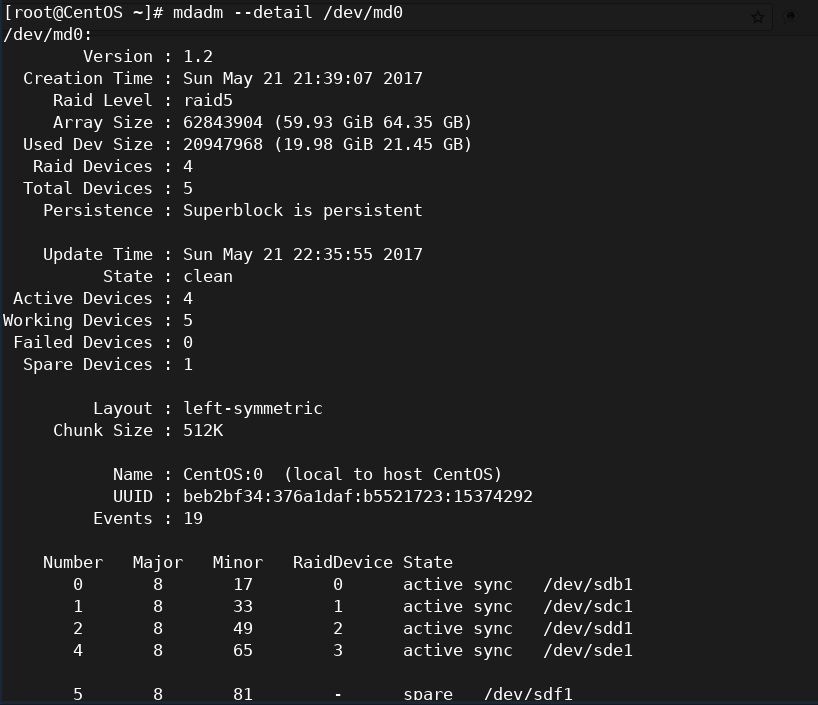 [root@CentOS ~]# mdadm --detail /dev/md0
/dev/md0:
        Version : 1.2
  Creation Time : Sun May 21 21:39:07 2017
     Raid Level : raid5
     Array Size : 62843904 (59.93 GiB 64.35 GB)
  Used Dev Size : 20947968 (19.98 GiB 21.45 GB)
   Raid Devices : 4
  Total Devices : 5
    Persistence : Superblock is persistent

    Update Time : Sun May 21 22:35:55 2017
          State : clean
 Active Devices : 4
Working Devices : 5
 Failed Devices : 0
  Spare Devices : 1

         Layout : left-symmetric
     Chunk Size : 512K

           Name : CentOS:0  (local to host CentOS)
           UUID : beb2bf34:376a1daf:b5521723:15374292
         Events : 19

    Number   Major   Minor   RaidDevice State
       0       8       17        0      active sync   /dev/sdb1
       1       8       33        1      active sync   /dev/sdc1
       2       8       49        2      active sync   /dev/sdd1
       4       8       65        3      active sync   /dev/sde1

       5       8       81        -      spare   /dev/sdf1